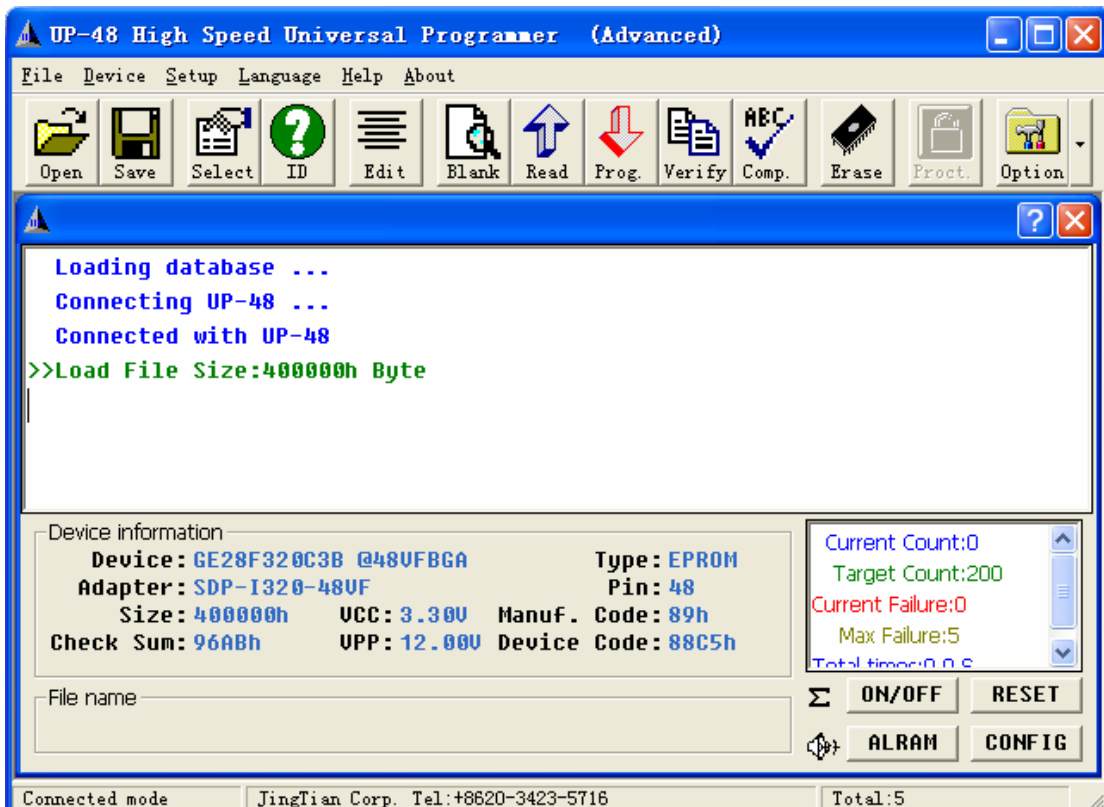 UP-48 High Speed Universal Programmer (Advanced)
File Device Setup Language Help About
ABC
Open Save Select ID Edit Blank Read Prog. Verify Comp. Erase Proct. Option
Loading database ...
Connecting UP-48 ...
Connected with UP-48
>>Load File Size:400000h Byte
Device information
Device: GE28F320C3B @48VFBGA Type: EPROM
Adapter: SDP-I320-48VF Pin: 48
Size: 400000h VCC: 3.30V Manuf. Code: 89h
Check Sum: 96ABh VPP: 12.00V Device Code: 88C5h
Current Count:0
Target Count:200
Current Failure:0
Max Failure:5
Total times:0.0 S
File name
Σ ON/OFF RESET
ALRAM CONFIG
Connected mode JingTian Corp. Tel:+8620-3423-5716 Total:5